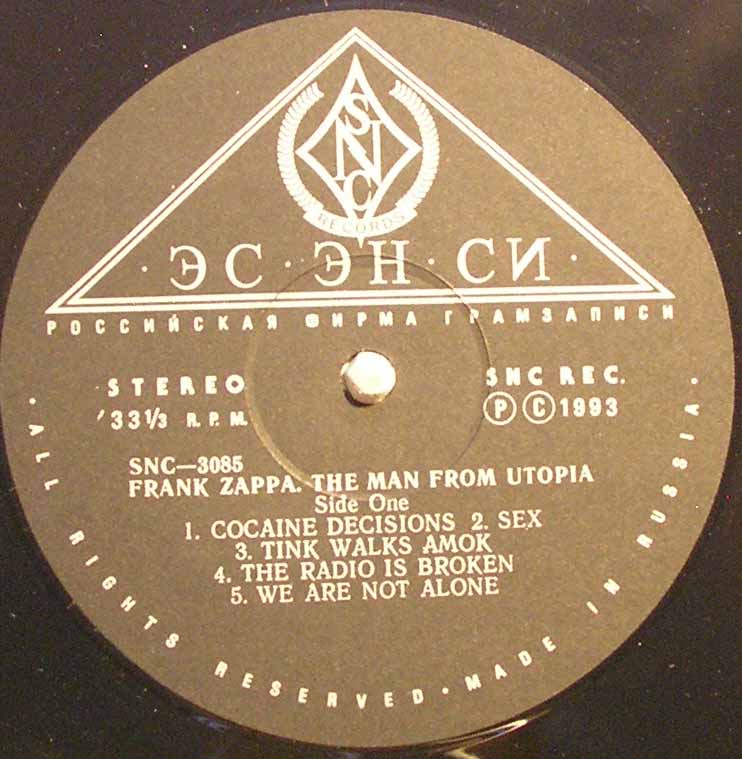 SNC
RECORDS
· ЭС · ЭН · СИ ·
РОССИЙСКАЯ ФИРМА ГРАМЗАПИСИ
STEREO
33 1/3 R. P. M.
SNC REC.
Ⓟ Ⓒ 1993
SNC—3085
FRANK ZAPPA. THE MAN FROM UTOPIA
Side One
1. COCAINE DECISIONS 2. SEX
3. TINK WALKS AMOK
4. THE RADIO IS BROKEN
5. WE ARE NOT ALONE
· ALL RIGHTS RESERVED · MADE IN RUSSIA ·